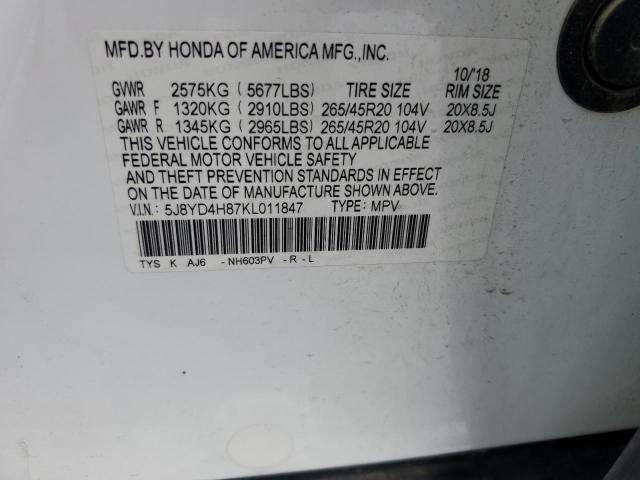 MFD.BY HONDA OF AMERICA MFG.,INC.
10/'18
GVWR 2575KG (5677LBS) TIRE SIZE RIM SIZE
GAWR F 1320KG (2910LBS) 265/45R20 104V 20X8.5J
GAWR R 1345KG (2965LBS) 265/45R20 104V 20X8.5J
THIS VEHICLE CONFORMS TO ALL APPLICABLE
FEDERAL MOTOR VEHICLE SAFETY
AND THEFT PREVENTION STANDARDS IN EFFECT
ON THE DATE OF MANUFACTURE SHOWN ABOVE.
V.I.N.: 5J8YD4H87KL011847 TYPE: MPV
TYS K AJ6 -NH603PV -R-L